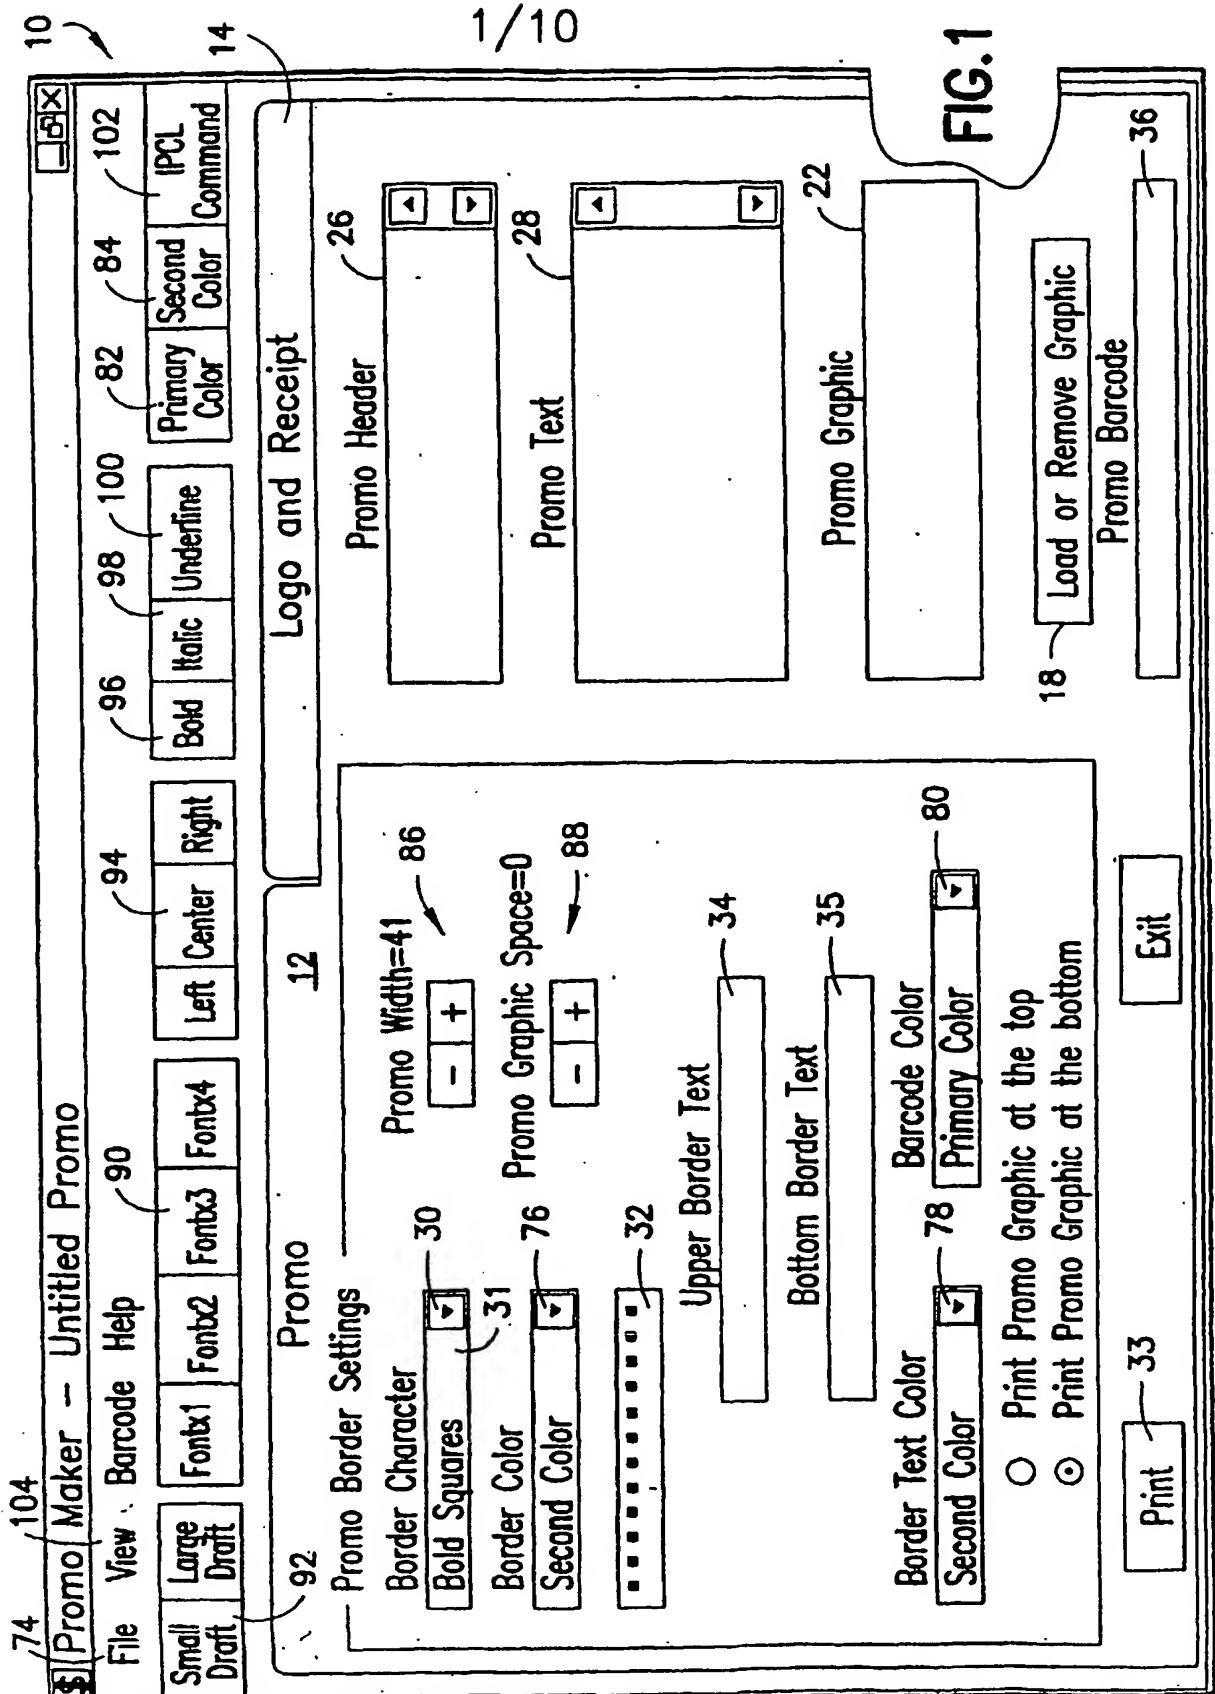 1/10
FIG.1
10
74
$ Promo Maker – Untitled Promo
104
File View Barcode Help
90
94
96
98
100
82
84
102
Small Draft
Large Draft
Fontx1
Fontx2
Fontx3
Fontx4
Left
Center
Right
Bold
Italic
Underline
Primary Color
Second Color
IPCL Command
92
Promo
12
Logo and Receipt
14
Promo Border Settings
Border Character
Bold Squares
30
31
Promo Width=41
– +
86
Border Color
Second Color
76
Promo Graphic Space=0
– +
88
32
Upper Border Text
34
Bottom Border Text
35
Border Text Color
Second Color
78
Barcode Color
Primary Color
80
Print Promo Graphic at the top
Print Promo Graphic at the bottom
Promo Header
26
Promo Text
28
Promo Graphic
22
18
Load or Remove Graphic
Promo Barcode
36
Print
33
Exit